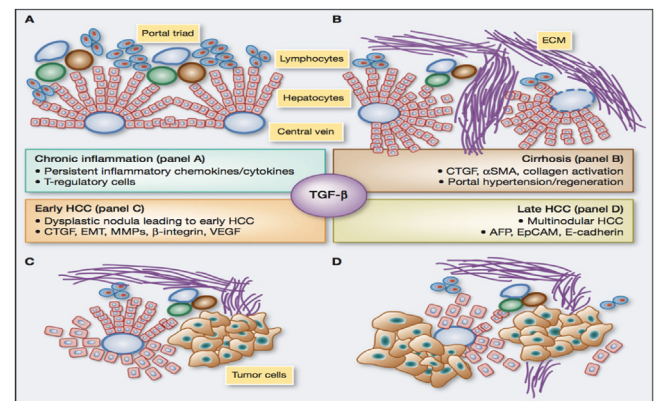 A
Portal triad
Lymphocytes
Hepatocytes
Central vein
B
ECM
Chronic inflammation (panel A)
• Persistent inflammatory chemokines/cytokines
• T-regulatory cells
Cirrhosis (panel B)
• CTGF, αSMA, collagen activation
• Portal hypertension/regeneration
TGF-β
Early HCC (panel C)
• Dysplastic nodula leading to early HCC
• CTGF, EMT, MMPs, β-integrin, VEGF
Late HCC (panel D)
• Multinodular HCC
• AFP, EpCAM, E-cadherin
C
Tumor cells
D